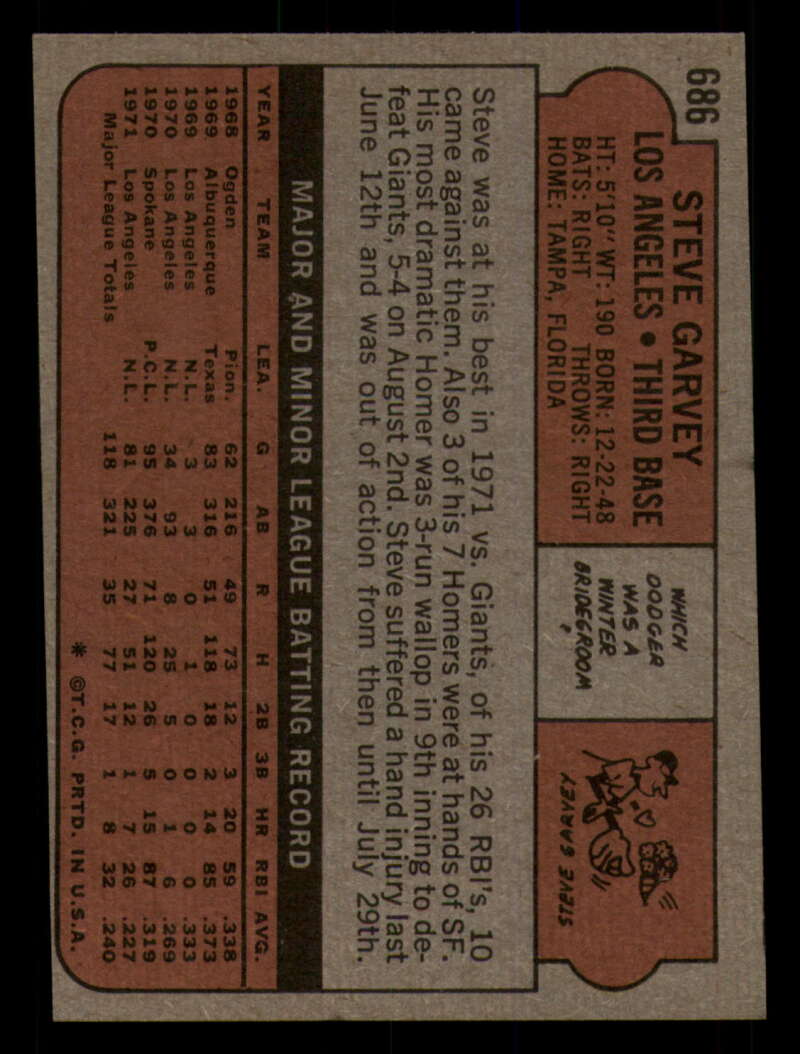 686
STEVE GARVEY
LOS ANGELES • THIRD BASE
HT: 5'10" WT: 190 BORN: 12-22-48
BATS: RIGHT THROWS: RIGHT
HOME: TAMPA, FLORIDA
WHICH
DODGER
WAS A
WINTER
BRIDEGROOM
?
STEVE GARVEY
Steve was at his best in 1971 vs. Giants, of his 26 RBI's, 10
came against them. Also 3 of his 7 Homers were at hands of SF.
His most dramatic Homer was 3-run wallop in 9th inning to de-
feat Giants, 5-4 on August 2nd. Steve suffered a hand injury last
June 12th and was out of action from then until July 29th.
MAJOR AND MINOR LEAGUE BATTING RECORD
YEAR TEAM LEA. G AB R H 2B 3B HR RBI AVG.
1968 Ogden Pion. 62 216 49 73 12 3 20 59 .338
1969 Albuquerque Texas 83 316 51 118 18 2 14 85 .373
1969 Los Angeles N.L. 3 3 0 1 0 0 0 0 .333
1970 Los Angeles N.L. 34 93 8 25 5 0 1 6 .269
1970 Spokane P.C.L. 95 376 71 120 26 5 15 87 .319
1971 Los Angeles N.L. 81 225 27 51 12 1 7 26 .227
Major League Totals 118 321 35 77 17 1 8 32 .240
* ©T.C.G. PRTD. IN U.S.A.